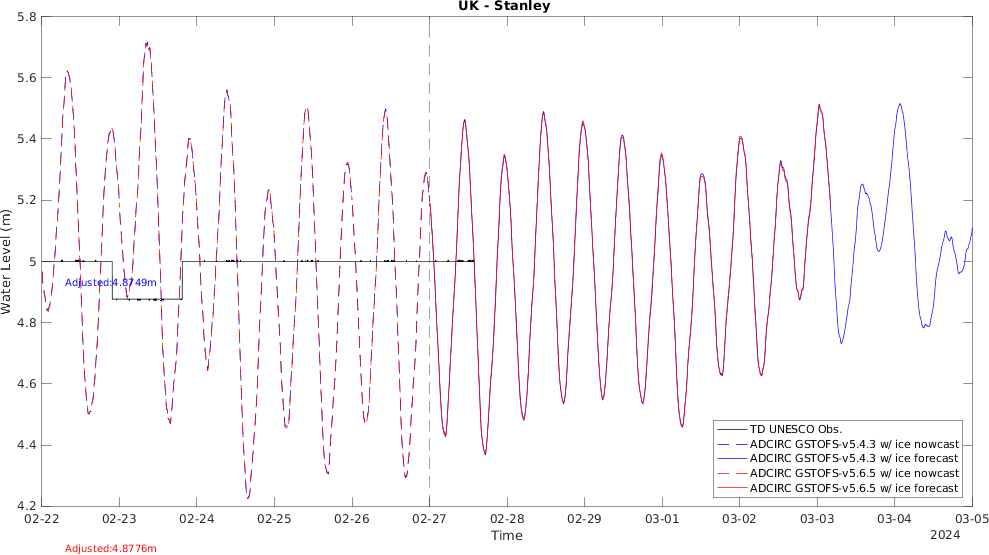 UK - Stanley
5.8
5.6
5.4
5.2
5
4.8
4.6
4.4
4.2
Water Level (m)
Adjusted:4.8749m
TD UNESCO Obs.
ADCIRC GSTOFS-v5.4.3 w/ ice nowcast
ADCIRC GSTOFS-v5.4.3 w/ ice forecast
ADCIRC GSTOFS-v5.6.5 w/ ice nowcast
ADCIRC GSTOFS-v5.6.5 w/ ice forecast
02-22 02-23 02-24 02-25 02-26 02-27 02-28 02-29 03-01 03-02 03-03 03-04 03-05
Time
2024
Adjusted:4.8776m